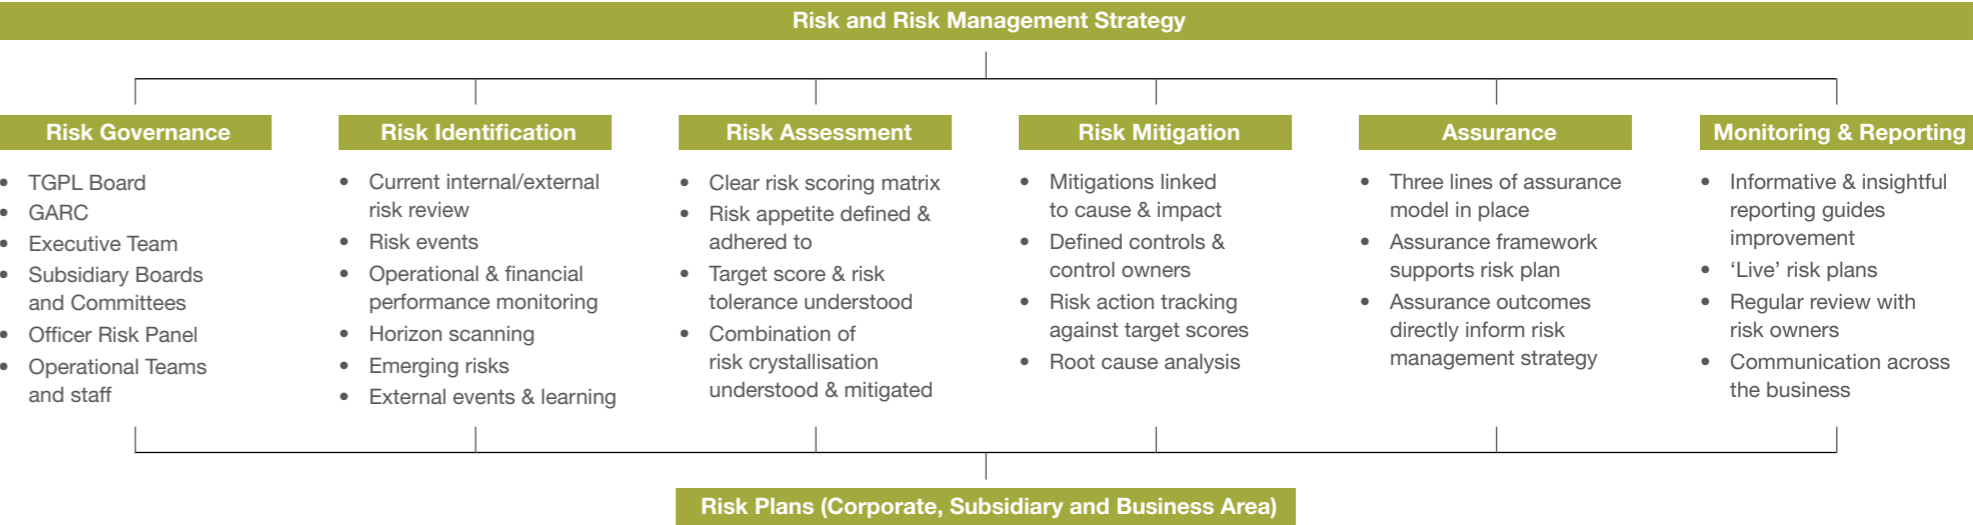 Risk and Risk Management Strategy
Risk Governance
• TGPL Board
• GARC
• Executive Team
• Subsidiary Boards
and Committees
• Officer Risk Panel
• Operational Teams
and staff
Risk Identification
• Current internal/external
risk review
• Risk events
• Operational & financial
performance monitoring
• Horizon scanning
• Emerging risks
• External events & learning
Risk Assessment
• Clear risk scoring matrix
• Risk appetite defined &
adhered to
• Target score & risk
tolerance understood
• Combination of
risk crystallisation
understood & mitigated
Risk Mitigation
• Mitigations linked
to cause & impact
• Defined controls &
control owners
• Risk action tracking
against target scores
• Root cause analysis
Assurance
• Three lines of assurance
model in place
• Assurance framework
supports risk plan
• Assurance outcomes
directly inform risk
management strategy
Monitoring & Reporting
• Informative & insightful
reporting guides
improvement
• ‘Live’ risk plans
• Regular review with
risk owners
• Communication across
the business
Risk Plans (Corporate, Subsidiary and Business Area)